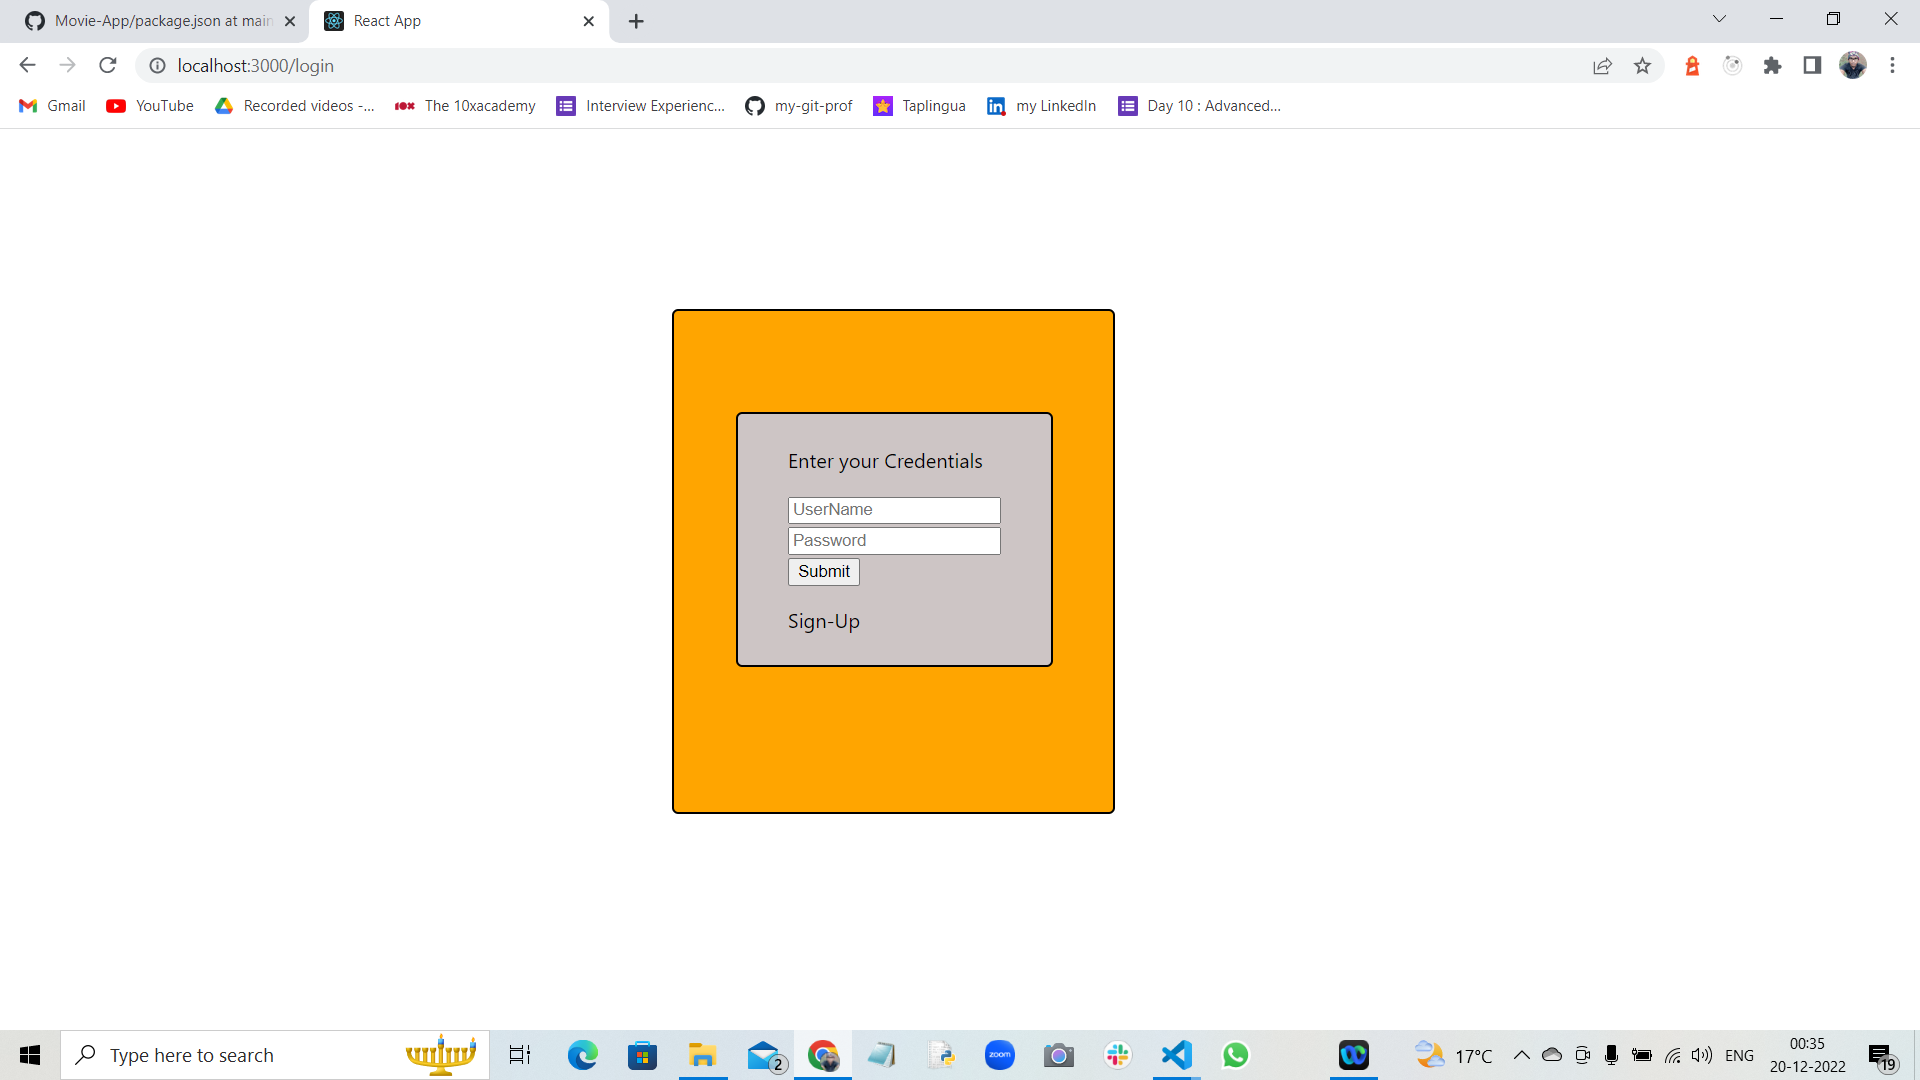 Movie-App/package.json at main
React App
localhost:3000/login
Gmail
YouTube
Recorded videos -...
The 10xacademy
Interview Experienc...
my-git-prof
Taplingua
my LinkedIn
Day 10 : Advanced...
Enter your Credentials
UserName
Password
Submit
Sign-Up
Type here to search
2
zoom
17°C
ENG
00:35
20-12-2022
19